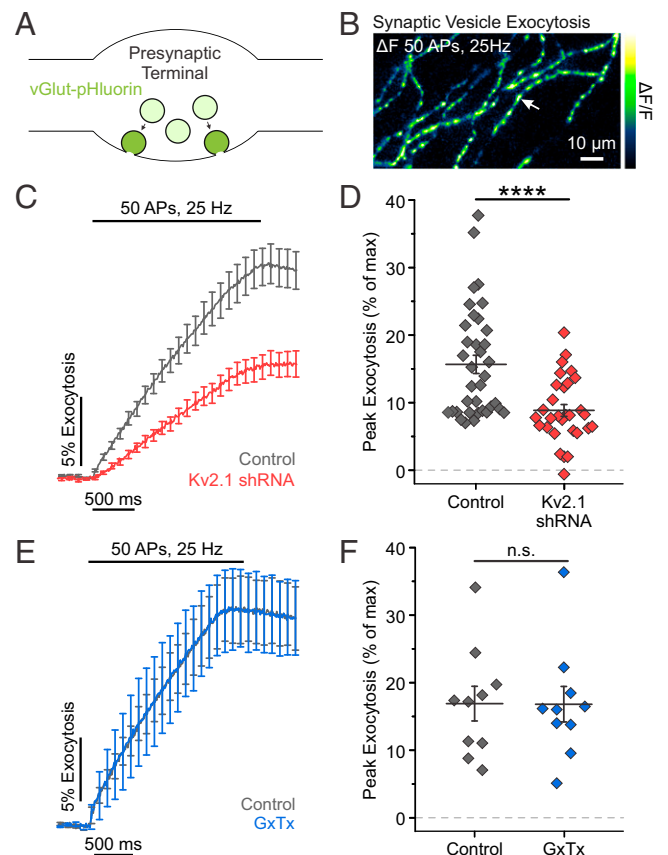 A
Presynaptic
Terminal
vGlut-pHluorin
B
Synaptic Vesicle Exocytosis
ΔF 50 APs, 25Hz
10 µm
ΔF/F
C
50 APs, 25 Hz
5% Exocytosis
500 ms
Control
Kv2.1 shRNA
D
****
Peak Exocytosis (% of max)
40
30
20
10
0
Control
Kv2.1
shRNA
E
50 APs, 25 Hz
5% Exocytosis
500 ms
Control
GxTx
F
n.s.
Peak Exocytosis (% of max)
40
30
20
10
0
Control
GxTx